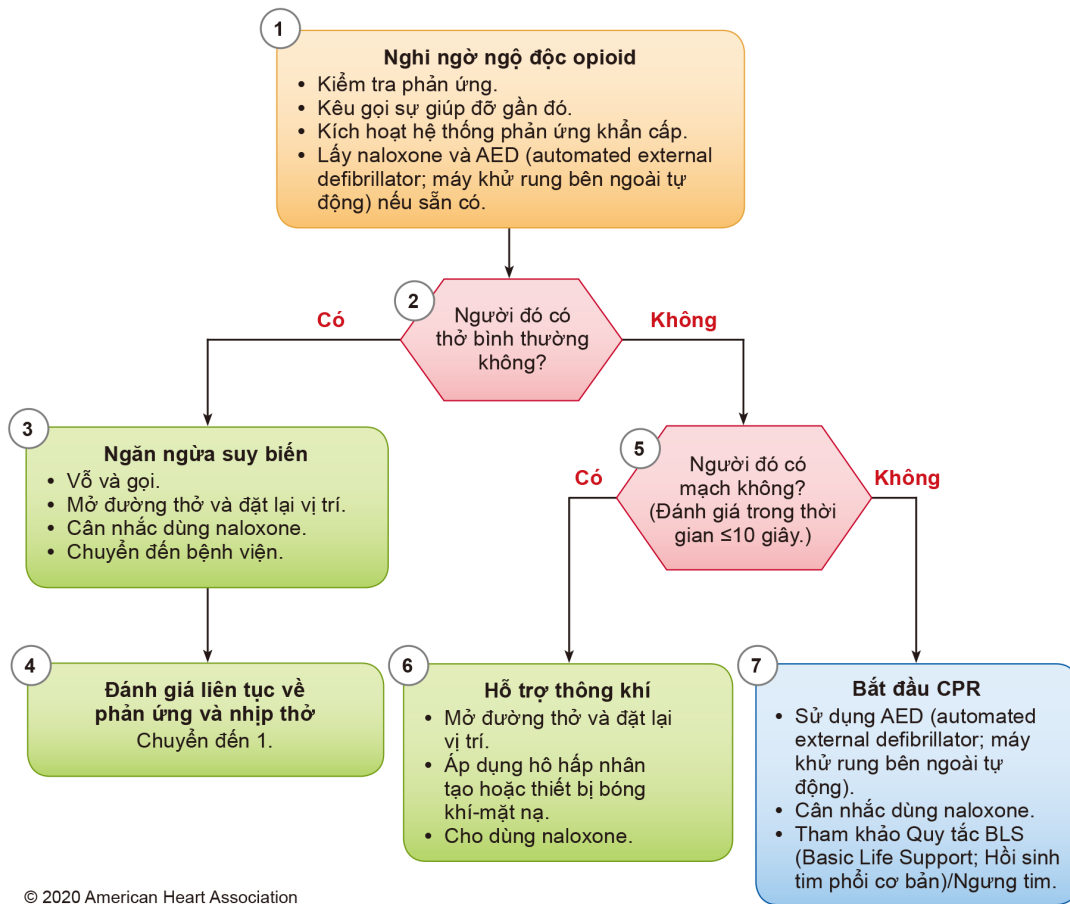 1
Nghi ngờ ngộ độc opioid
• Kiểm tra phản ứng.
• Kêu gọi sự giúp đỡ gần đó.
• Kích hoạt hệ thống phản ứng khẩn cấp.
• Lấy naloxone và AED (automated external
defibrillator; máy khử rung bên ngoài tự
động) nếu sẵn có.
2
Người đó có
thở bình thường
không?
Có
Không
3
Ngăn ngừa suy biến
• Vỗ và gọi.
• Mở đường thở và đặt lại vị trí.
• Cân nhắc dùng naloxone.
• Chuyển đến bệnh viện.
4
Đánh giá liên tục về
phản ứng và nhịp thở
Chuyển đến 1.
5
Người đó có
mạch không?
(Đánh giá trong thời
gian ≤10 giây.)
Có
Không
6
Hỗ trợ thông khí
• Mở đường thở và đặt lại
vị trí.
• Áp dụng hô hấp nhân
tạo hoặc thiết bị bóng
khí-mặt nạ.
• Cho dùng naloxone.
7
Bắt đầu CPR
• Sử dụng AED (automated
external defibrillator; máy
khử rung bên ngoài tự
động).
• Cân nhắc dùng naloxone.
• Tham khảo Quy tắc BLS
(Basic Life Support; Hồi sinh
tim phổi cơ bản)/Ngưng tim.
© 2020 American Heart Association